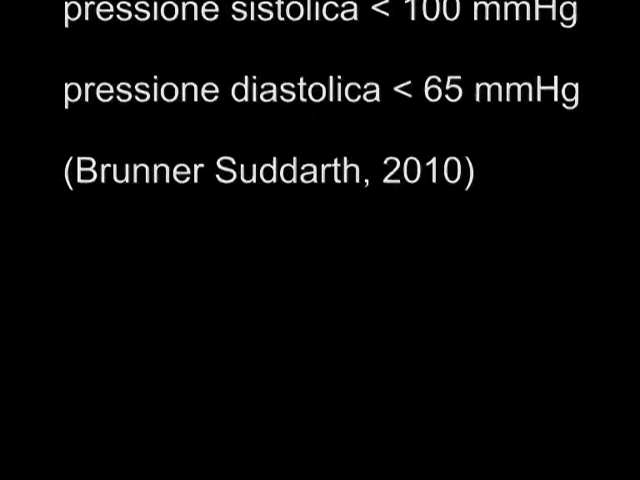 pressione sistolica < 100 mmHg
pressione diastolica < 65 mmHg
(Brunner Suddarth, 2010)